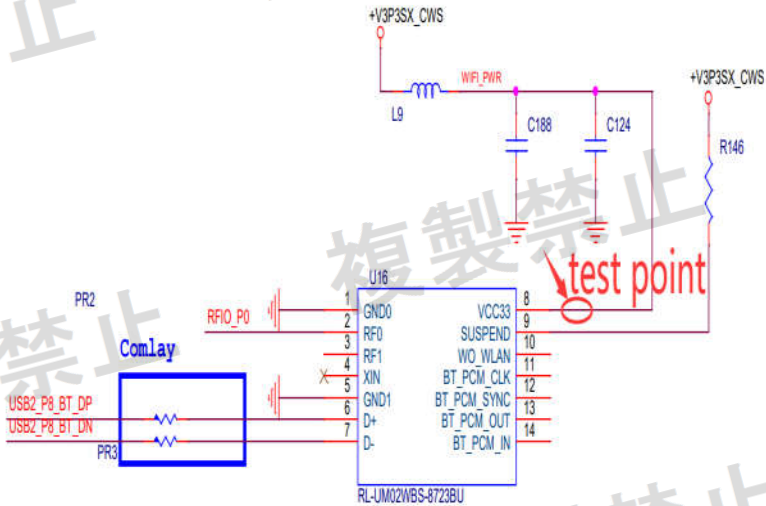 +V3P3SX_CWS
WIFI_PWR
+V3P3SX_CWS
L9
C188
C124
R146
複製禁止
test point
U16
PR2
RFIO_P0
1
GND0
VCC33
8
2
RF0
SUSPEND
9
3
RF1
WO_WLAN
10
4
XIN
BT_PCM_CLK
11
5
GND1
BT_PCM_SYNC
12
6
D+
BT_PCM_OUT
13
7
D-
BT_PCM_IN
14
Comlay
USB2_P8_BT_DP
USB2_P8_BT_DN
PR3
RL-UM02WBS-8723BU
止
禁止
禁止